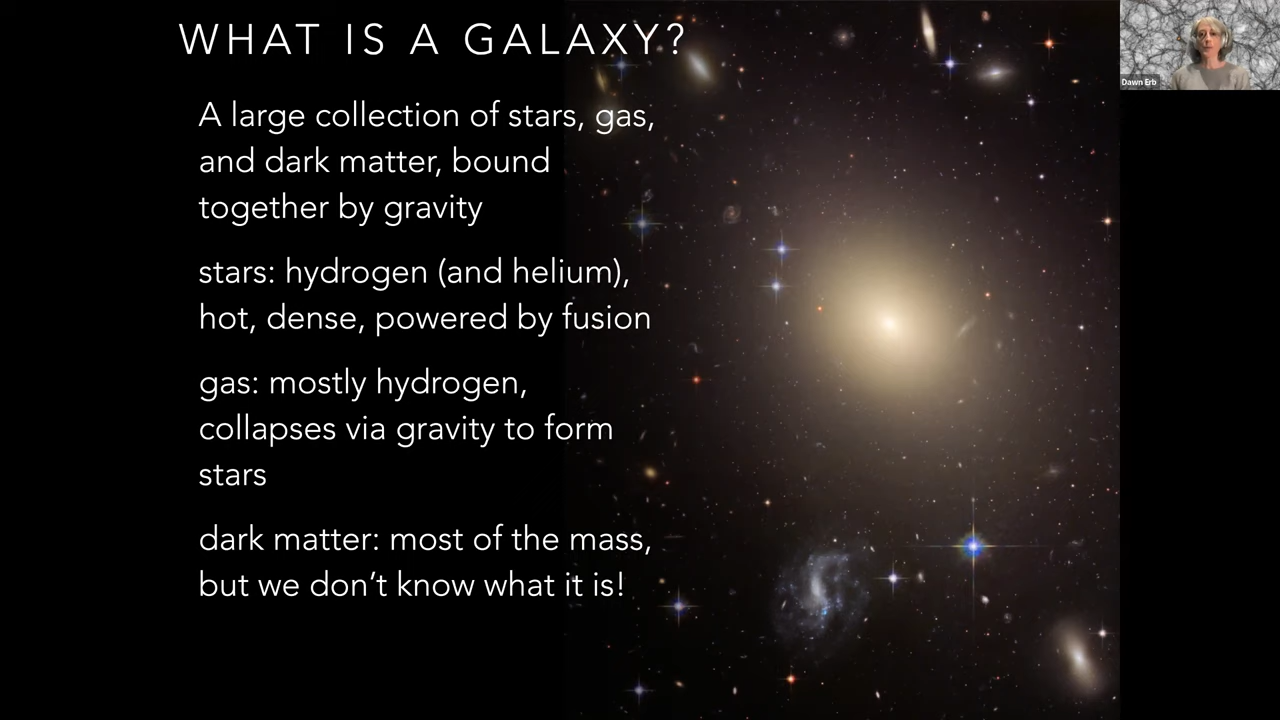 WHAT IS A GALAXY?
A large collection of stars, gas,
and dark matter, bound
together by gravity
stars: hydrogen (and helium),
hot, dense, powered by fusion
gas: mostly hydrogen,
collapses via gravity to form
stars
dark matter: most of the mass,
but we don’t know what it is!
Dawn Erb